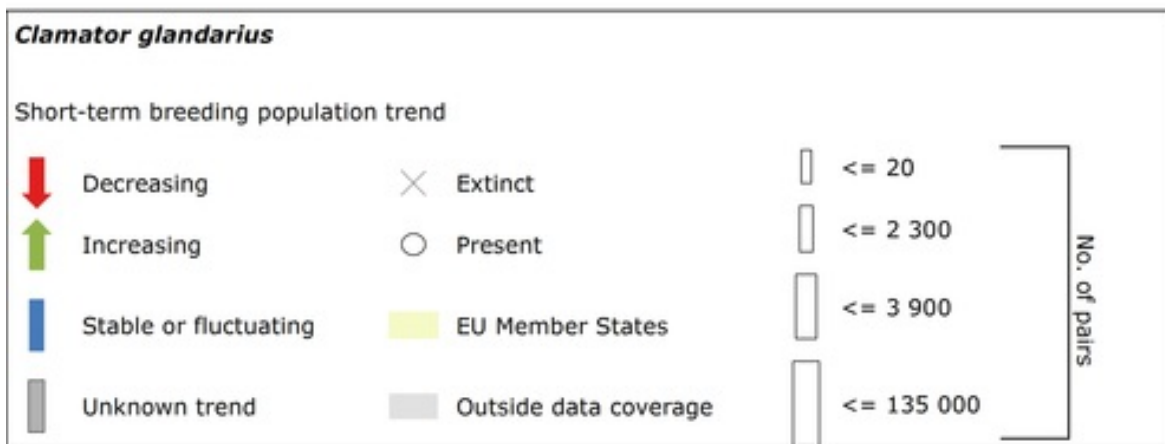 Clamator glandarius
Short-term breeding population trend
Decreasing
Increasing
Stable or fluctuating
Unknown trend
Extinct
Present
EU Member States
Outside data coverage
<= 20
<= 2 300
<= 3 900
<= 135 000
No. of pairs